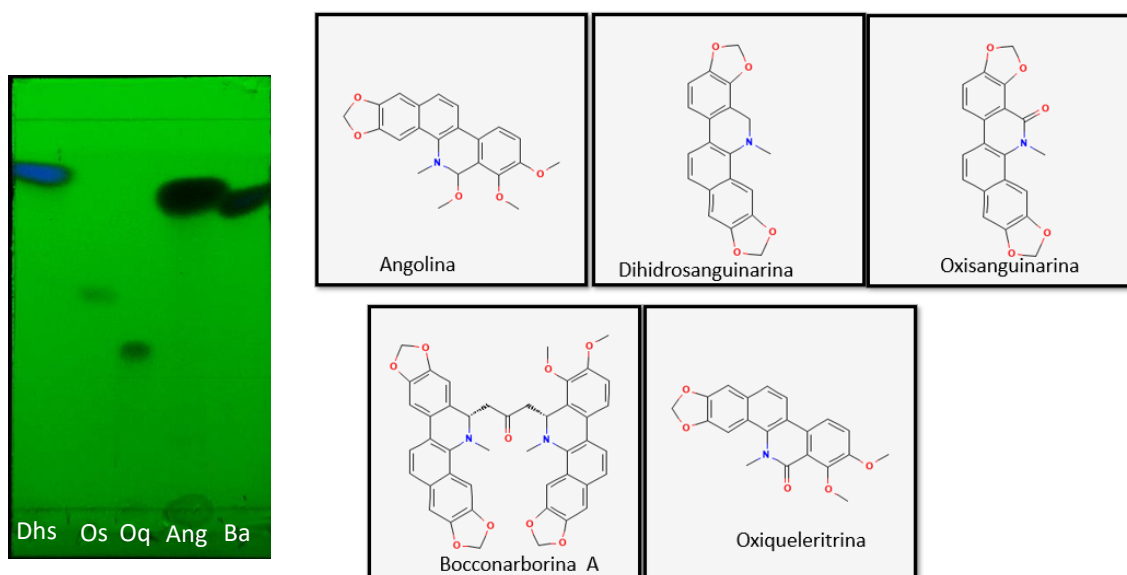 Dhs Os Oq Ang Ba
Angolina
Dihidrosanguinarina
Oxisanguinarina
Bocconarborina A
Oxiqueleritrina